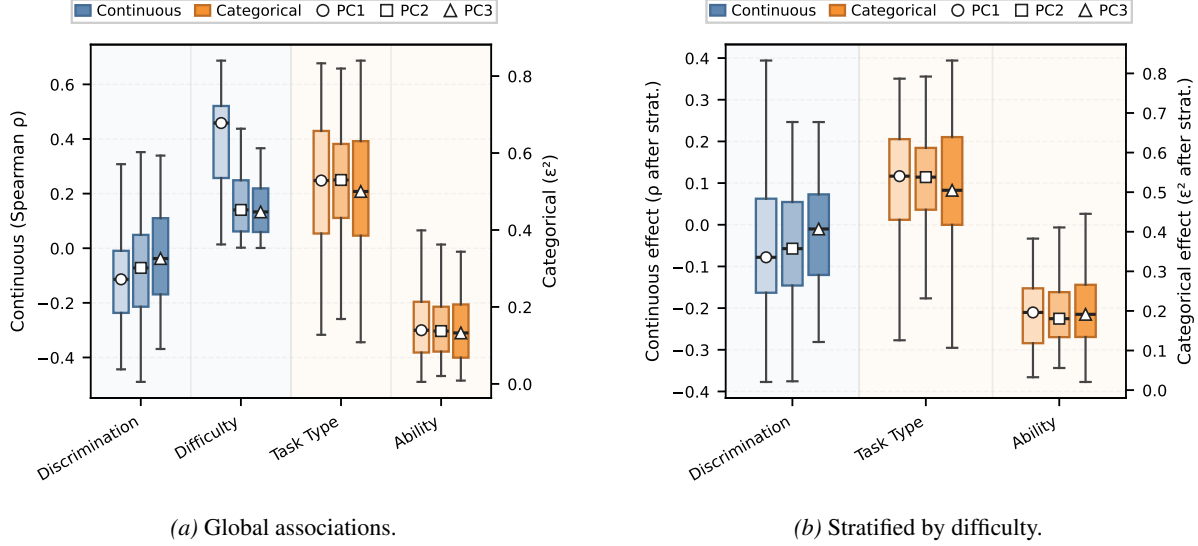 Continuous Categorical PC1 PC2 PC3
Continuous (Spearman ρ)
0.6
0.4
0.2
0.0
−0.2
−0.4
0.8
0.6
0.4
0.2
0.0
Categorical (ε²)
Discrimination
Difficulty
Task Type
Ability
(a) Global associations.
Continuous Categorical PC1 PC2 PC3
Continuous effect (ρ after strat.)
0.4
0.3
0.2
0.1
0.0
−0.1
−0.2
−0.3
−0.4
0.8
0.7
0.6
0.5
0.4
0.3
0.2
0.1
0.0
Categorical effect (ε² after strat.)
Discrimination
Task Type
Ability
(b) Stratified by difficulty.